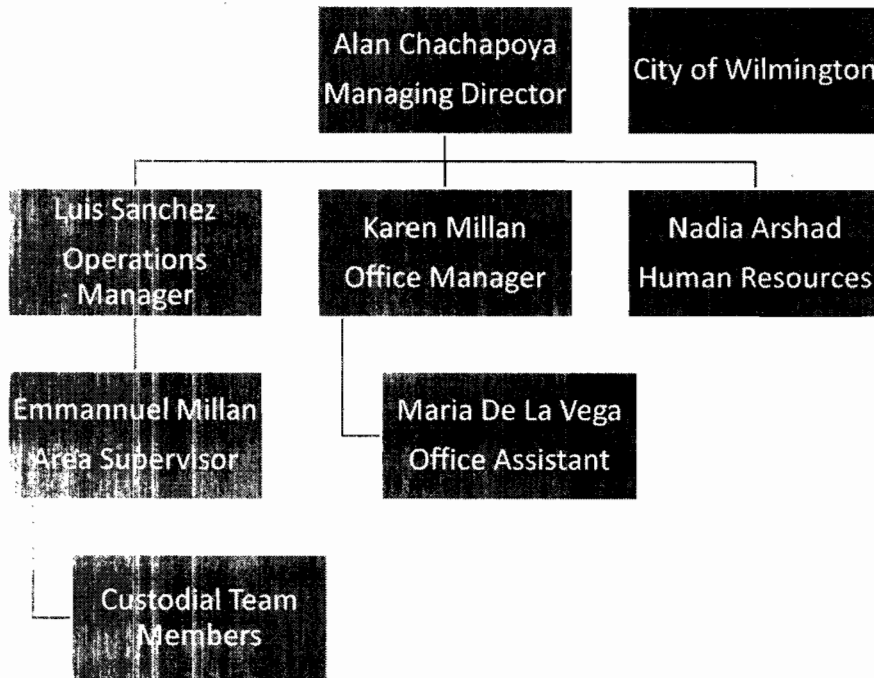 Alan Chachapoya
Managing Director
City of Wilmington
Luis Sanchez
Operations
Manager
Karen Millan
Office Manager
Nadia Arshad
Human Resources
Emmannuel Millan
Area Supervisor
Maria De La Vega
Office Assistant
Custodial Team
Members